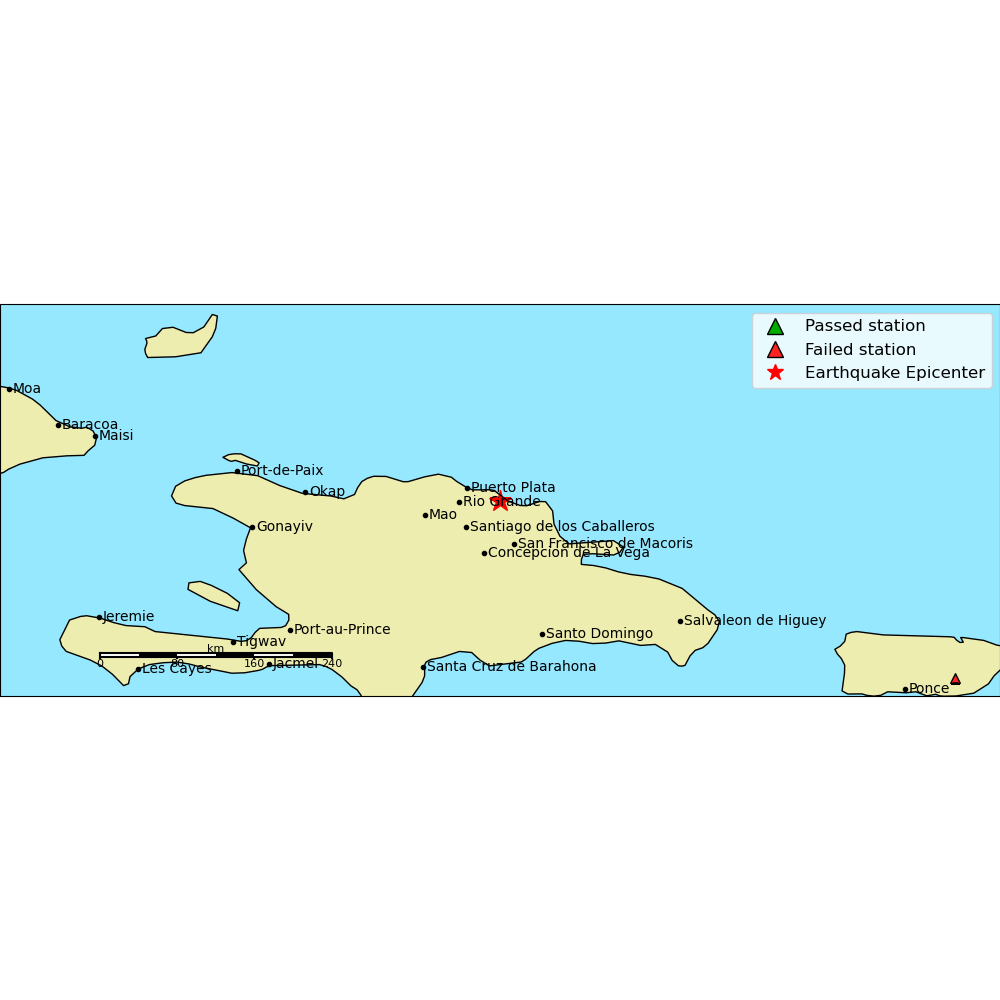 Passed station
Failed station
Earthquake Epicenter
Moa
Baracoa
Maisi
Port-de-Paix
Okap
Puerto Plata
Rio Grande
Mao
Gonayiv
Santiago de los Caballeros
San Francisco de Macoris
Concepcion de La Vega
Jeremie
Salvaleon de Higuey
Port-au-Prince
Santo Domingo
Tigwav
km
0 80 160 240
Jacmel
Les Cayes
Santa Cruz de Barahona
Ponce